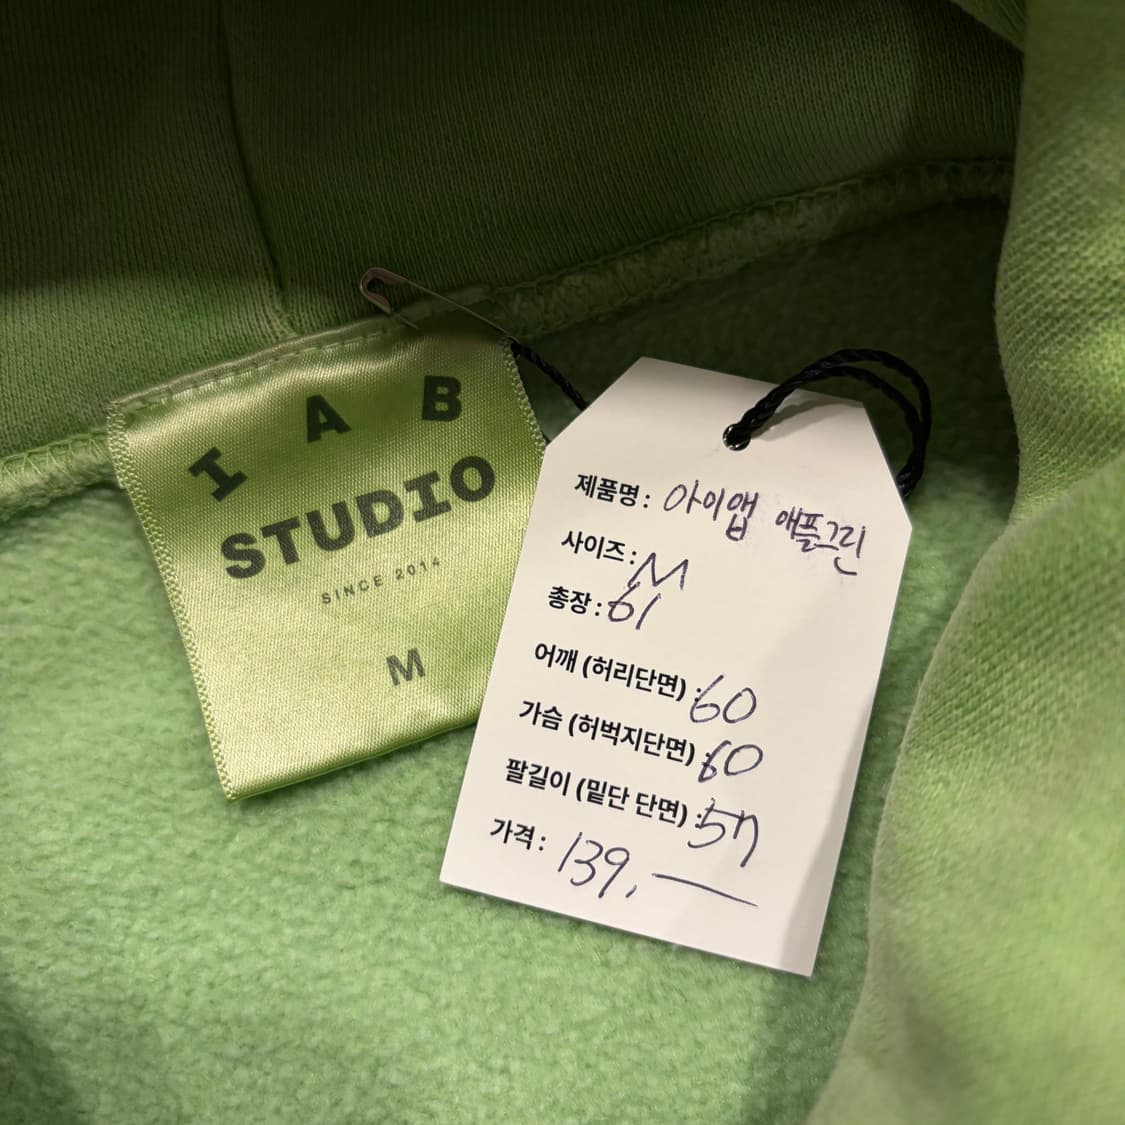 I A B
STUDIO
SINCE 2014
M
제품명 : 아이앱 애플그린
사이즈 : M
총장 : 61
어깨 (허리단면) : 60
가슴 (허벅지단면) : 60
팔길이 (밑단 단면) : 57
가격 : 139,—